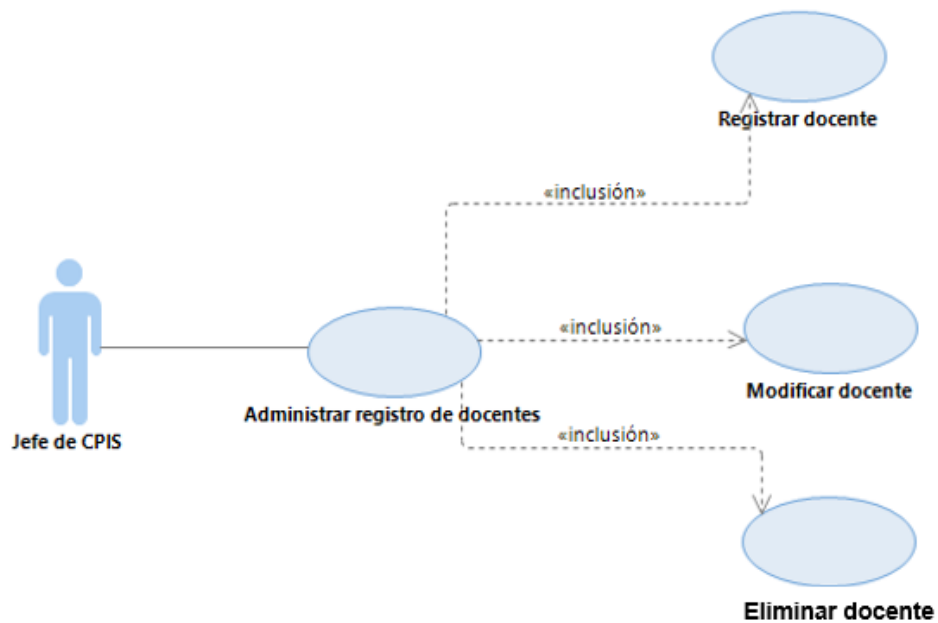 Registrar docente
«inclusión»
«inclusión»
Modificar docente
Administrar registro de docentes
Jefe de CPIS
«inclusión»
Eliminar docente